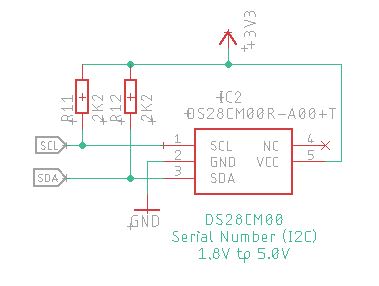 +3V3
R11
2K2
R12
2K2
IC2
DS28CM00R-A00+T
SCL
SDA
1
2
3
SCL
GND
SDA
NC
VCC
4
5
GND
DS28CM00
Serial Number (I2C)
1.8V to 5.0V